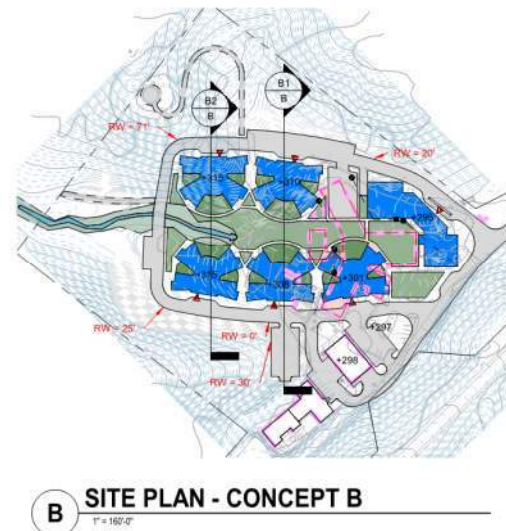 B1
B
B2
B
RW = 71'
RW = 20'
+315
+310
+295
+315
+301
RW = 25'
RW = 0'
+297
+298
RW = 30'
B
SITE PLAN - CONCEPT B
1" = 160'-0"